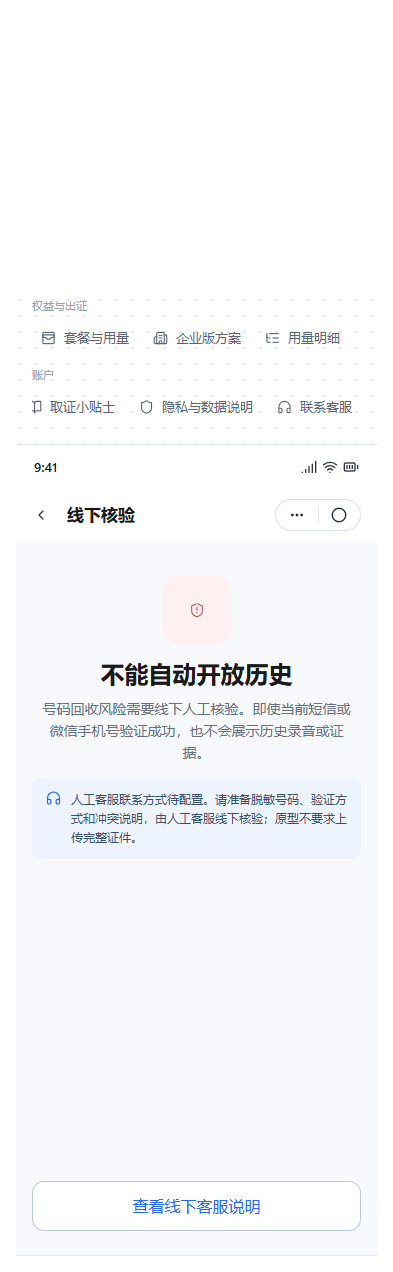 权益与出证
套餐与用量 企业版方案 用量明细
账户
取证小贴士 隐私与数据说明 联系客服
9:41
线下核验
不能自动开放历史
号码回收风险需要线下人工核验。即使当前短信或
微信手机号验证成功，也不会展示历史录音或证
据。
人工客服联系方式待配置。请准备脱敏号码、验证方
式和冲突说明，由人工客服线下核验；原型不要求上
传完整证件。
查看线下客服说明